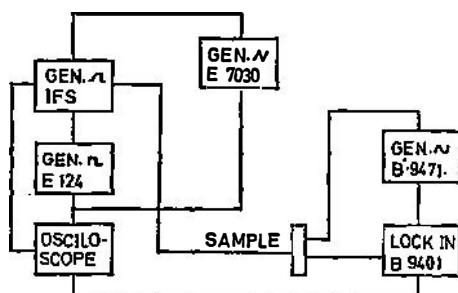 GEN.
IFS
GEN.
E 7030
GEN.
E 124
GEN.
B 9471.
OSCILO-
SCOPE
SAMPLE
LOCK IN
B 9401